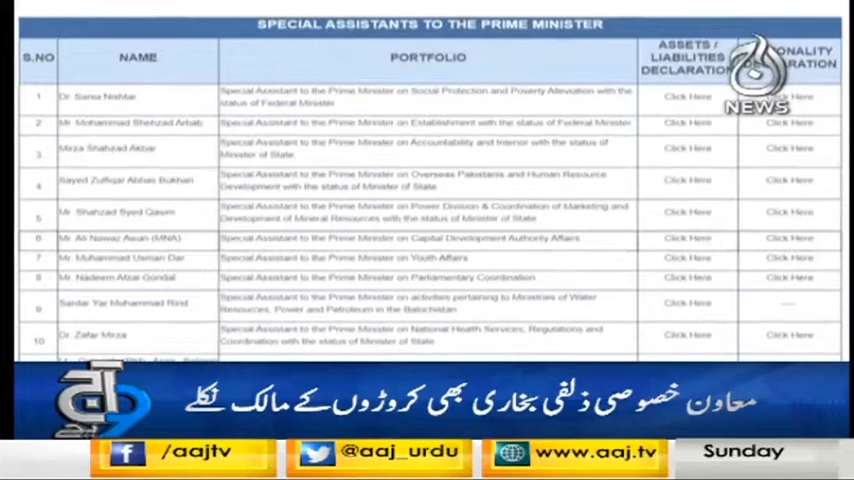 SPECIAL ASSISTANTS TO THE PRIME MINISTER
S.NO NAME PORTFOLIO ASSETS / LIABILITIES DECLARATION DECLARATION
1 Dr. Sania Nishtar Special Assistant to the Prime Minister on Social Protection and Poverty Alleviation with the status of Federal Minister Click Here Click Here
2 Mr. Mohammad Shehzad Arbab Special Assistant to the Prime Minister on Establishment with the status of Federal Minister Click Here Click Here
3 Mirza Shahzad Akbar Special Assistant to the Prime Minister on Accountability and Interior with the status of Minister of State Click Here Click Here
4 Sayed Zulfiqar Abbas Bukhari Special Assistant to the Prime Minister on Overseas Pakistanis and Human Resource Development with the status of Minister of State Click Here Click Here
5 Mr. Shahzad Syed Qasim Special Assistant to the Prime Minister on Power Division & Coordination of Marketing and Development of Mineral Resources with the status of Minister of State Click Here Click Here
6 Mr. Ali Nawaz Awan (MNA) Special Assistant to the Prime Minister on Capital Development Authority Affairs Click Here Click Here
7 Mr. Muhammad Usman Dar Special Assistant to the Prime Minister on Youth Affairs Click Here Click Here
8 Mr. Nadeem Afzal Gondal Special Assistant to the Prime Minister on Parliamentary Coordination Click Here Click Here
9 Sardar Yar Muhammad Rind Special Assistant to the Prime Minister on activities pertaining to Ministries of Water Resources, Power and Petroleum in the Balochistan Click Here ----
10 Dr. Zafar Mirza Special Assistant to the Prime Minister on National Health Services, Regulations and Coordination with the status of Minister of State Click Here Click Here
آج
NEWS
معاون خصوصی ذلفی بخاری بھی کروڑوں کے مالک نکلے
آج
/aajtv @aaj_urdu www.aaj.tv Sunday